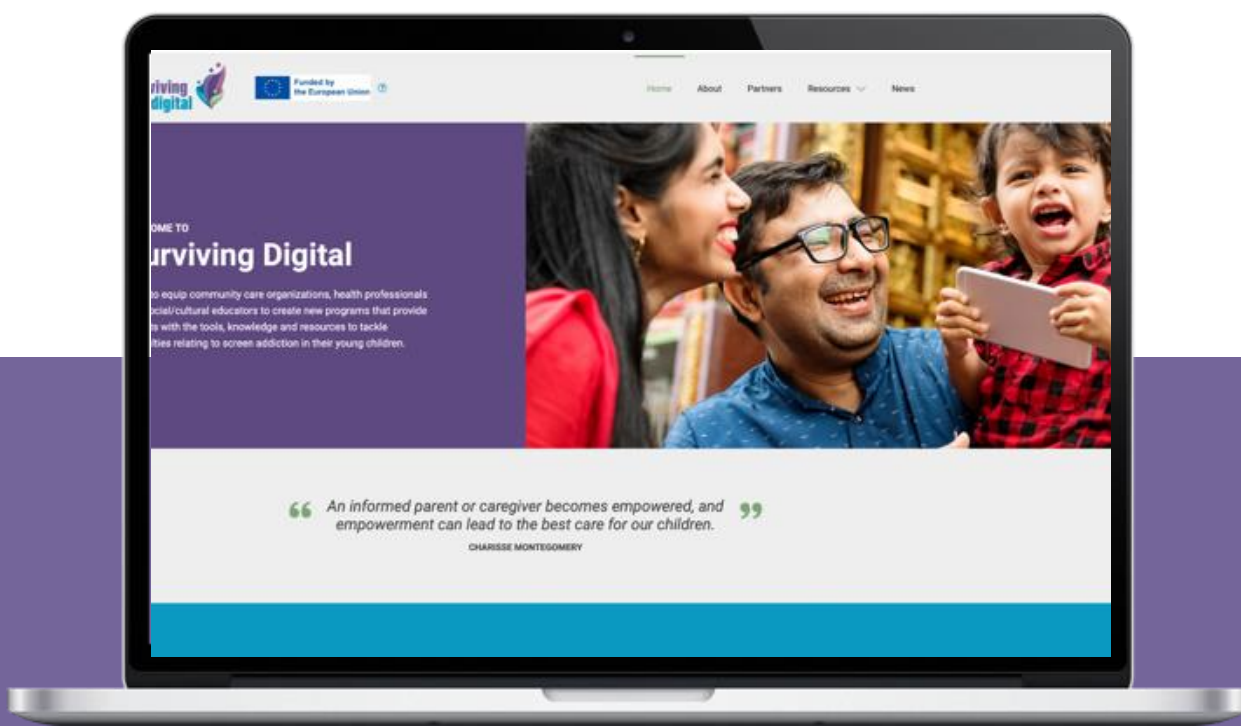 riving
digital
Funded by
the European Union
Home About Partners Resources News
OME TO
urviving Digital
to equip community care organizations, health professionals
ocial/cultural educators to create new programs that provide
ts with the tools, knowledge and resources to tackle
lties relating to screen addiction in their young children.
“ An informed parent or caregiver becomes empowered, and ”
empowerment can lead to the best care for our children.
CHARISSE MONTEGOMERY